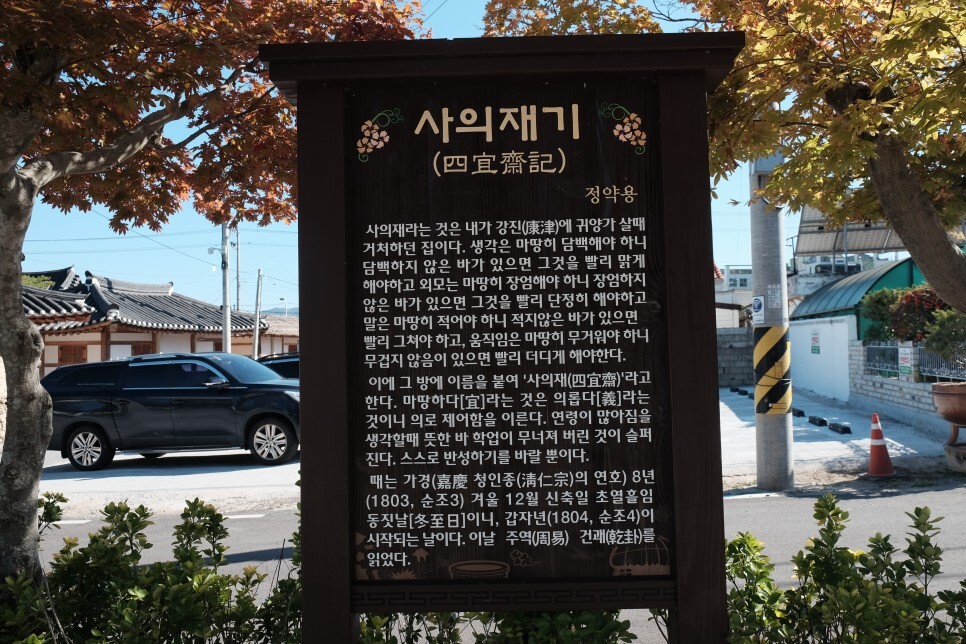 사의재기
(四宜齋記)
정약용
사의재라는 것은 내가 강진(康津)에 귀양가 살때
거처하던 집이다. 생각은 마땅히 담백해야 하니
담백하지 않은 바가 있으면 그것을 빨리 맑게
해야하고 외모는 마땅히 장엄해야 하니 장엄하지
않은 바가 있으면 그것을 빨리 단정히 해야하고
말은 마땅히 적어야 하니 적지않은 바가 있으면
빨리 그쳐야 하고, 움직임은 마땅히 무거워야 하니
무겁지 않음이 있으면 빨리 더디게 해야한다.
이에 그 방에 이름을 붙여 ‘사의재(四宜齋)’라고
한다. 마땅하다[宜]라는 것은 의롭다[義]라는
것이니 의로 제어함을 이른다. 연령이 많아짐을
생각할때 뜻한 바 학업이 무너져 버린 것이 슬퍼
진다. 스스로 반성하기를 바랄 뿐이다.
때는 가경(嘉慶 청인종(淸仁宗)의 연호) 8년
(1803, 순조3) 겨울 12월 신축일 초열흘임
동짓날[冬至日]이니, 갑자년(1804, 순조4)이
시작되는 날이다. 이날 주역(周易) 건괘(乾卦)를
읽었다.